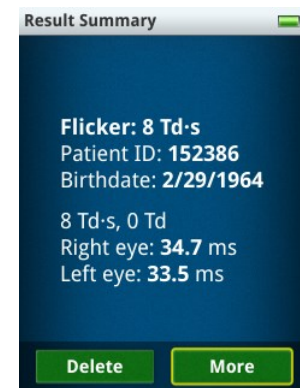 Result Summary
Flicker: 8 Td·s
Patient ID: 152386
Birthdate: 2/29/1964
8 Td·s, 0 Td
Right eye: 34.7 ms
Left eye: 33.5 ms
Delete More